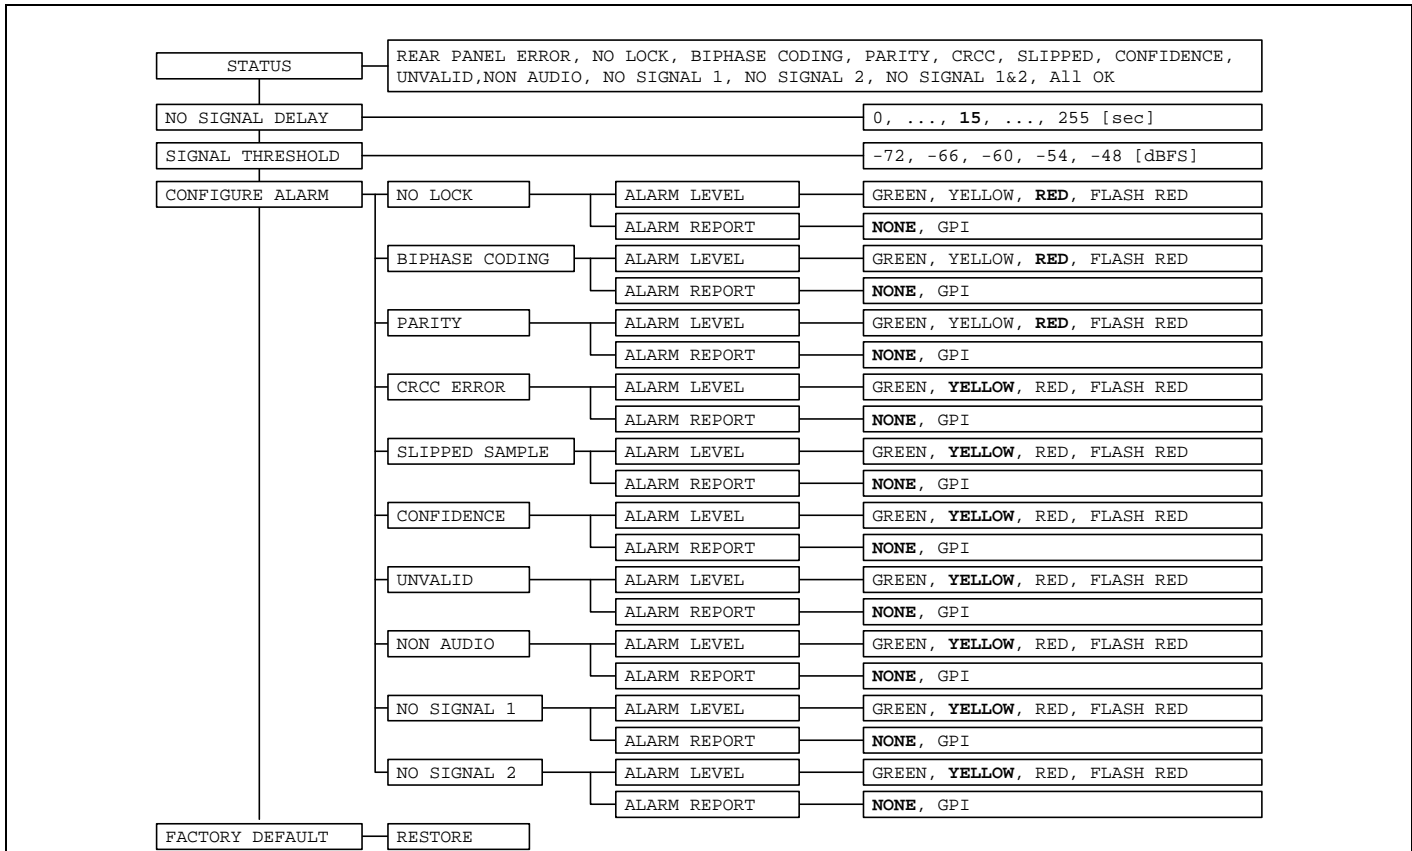 STATUS
REAR PANEL ERROR, NO LOCK, BIPHASE CODING, PARITY, CRCC, SLIPPED, CONFIDENCE,
UNVALID,NON AUDIO, NO SIGNAL 1, NO SIGNAL 2, NO SIGNAL 1&2, All OK
NO SIGNAL DELAY
0, ..., 15, ..., 255 [sec]
SIGNAL THRESHOLD
-72, -66, -60, -54, -48 [dBFS]
CONFIGURE ALARM
NO LOCK
ALARM LEVEL
GREEN, YELLOW, RED, FLASH RED
ALARM REPORT
NONE, GPI
BIPHASE CODING
ALARM LEVEL
GREEN, YELLOW, RED, FLASH RED
ALARM REPORT
NONE, GPI
PARITY
ALARM LEVEL
GREEN, YELLOW, RED, FLASH RED
ALARM REPORT
NONE, GPI
CRCC ERROR
ALARM LEVEL
GREEN, YELLOW, RED, FLASH RED
ALARM REPORT
NONE, GPI
SLIPPED SAMPLE
ALARM LEVEL
GREEN, YELLOW, RED, FLASH RED
ALARM REPORT
NONE, GPI
CONFIDENCE
ALARM LEVEL
GREEN, YELLOW, RED, FLASH RED
ALARM REPORT
NONE, GPI
UNVALID
ALARM LEVEL
GREEN, YELLOW, RED, FLASH RED
ALARM REPORT
NONE, GPI
NON AUDIO
ALARM LEVEL
GREEN, YELLOW, RED, FLASH RED
ALARM REPORT
NONE, GPI
NO SIGNAL 1
ALARM LEVEL
GREEN, YELLOW, RED, FLASH RED
ALARM REPORT
NONE, GPI
NO SIGNAL 2
ALARM LEVEL
GREEN, YELLOW, RED, FLASH RED
ALARM REPORT
NONE, GPI
FACTORY DEFAULT
RESTORE